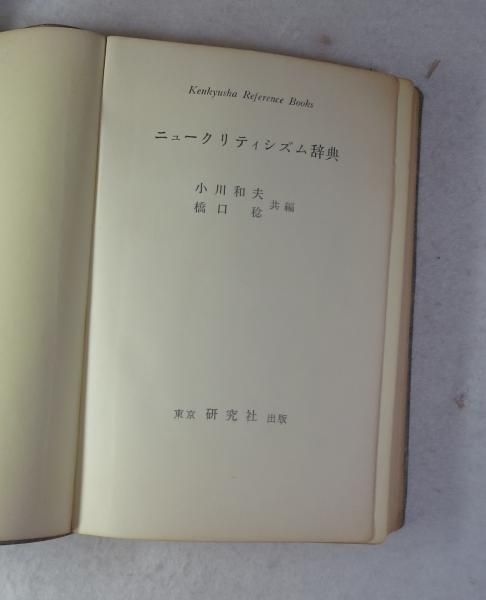 Kenkyusha Reference Books
ニュークリティシズム辞典
小川和夫
橋口稔
共編
東京 研究社 出版